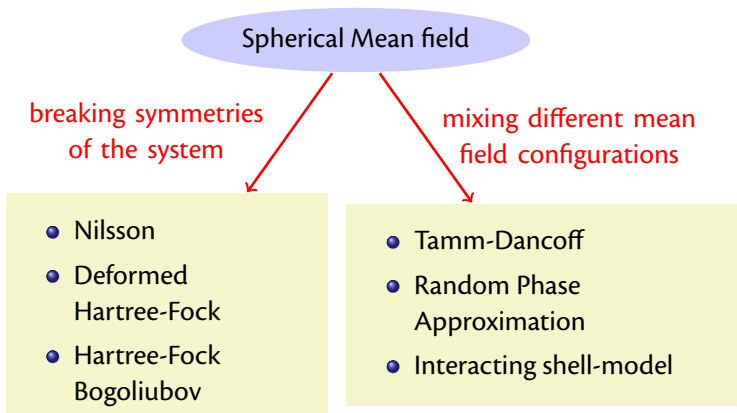 Spherical Mean field
breaking symmetries
of the system
mixing different mean
field configurations
Nilsson
Deformed
Hartree-Fock
Hartree-Fock
Bogoliubov
Tamm-Dancoff
Random Phase
Approximation
Interacting shell-model